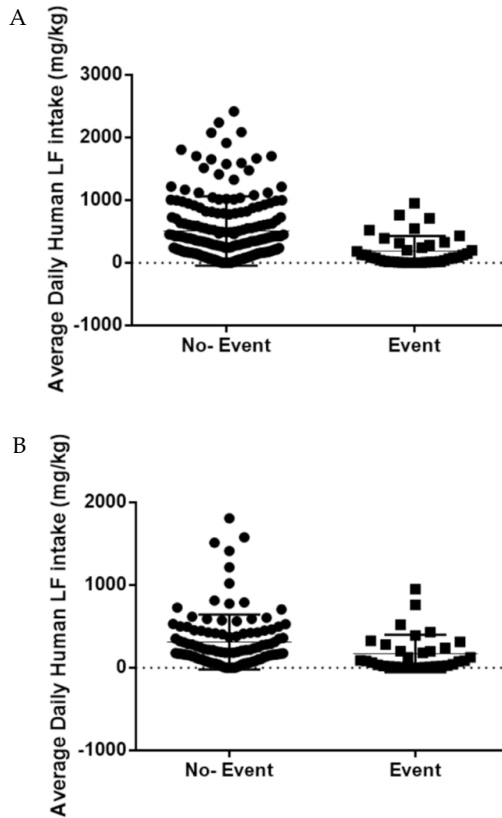 A
Average Daily Human LF intake (mg/kg)
3000
2000
1000
0
-1000
No- Event
Event
B
Average Daily Human LF intake (mg/kg)
2000
1000
0
-1000
No- Event
Event